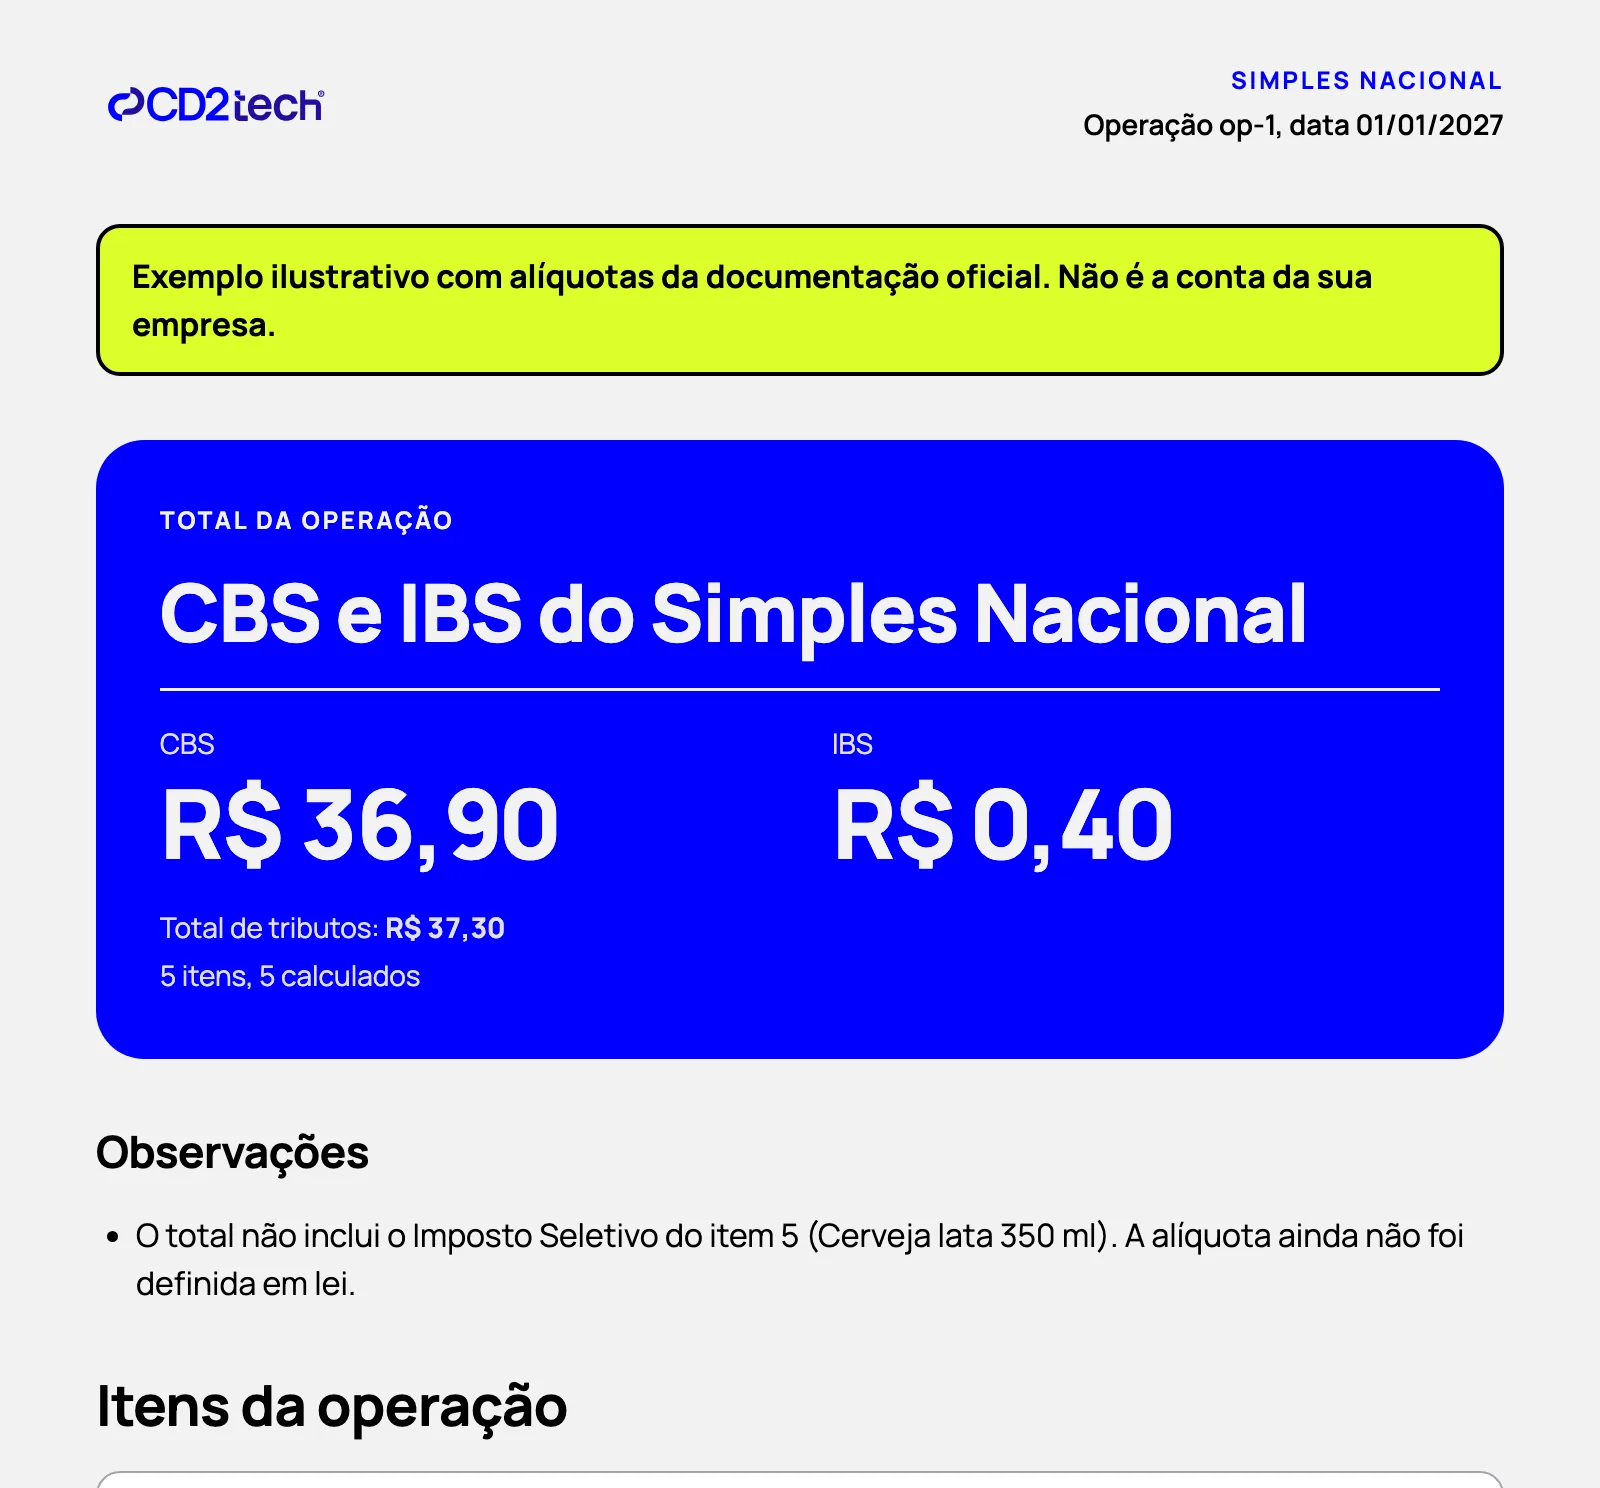 CD2tech®
SIMPLES NACIONAL
Operação op-1, data 01/01/2027
Exemplo ilustrativo com alíquotas da documentação oficial. Não é a conta da sua
empresa.
TOTAL DA OPERAÇÃO
CBS e IBS do Simples Nacional
CBS
R$ 36,90
IBS
R$ 0,40
Total de tributos: R$ 37,30
5 itens, 5 calculados
Observações
• O total não inclui o Imposto Seletivo do item 5 (Cerveja lata 350 ml). A alíquota ainda não foi
definida em lei.
Itens da operação